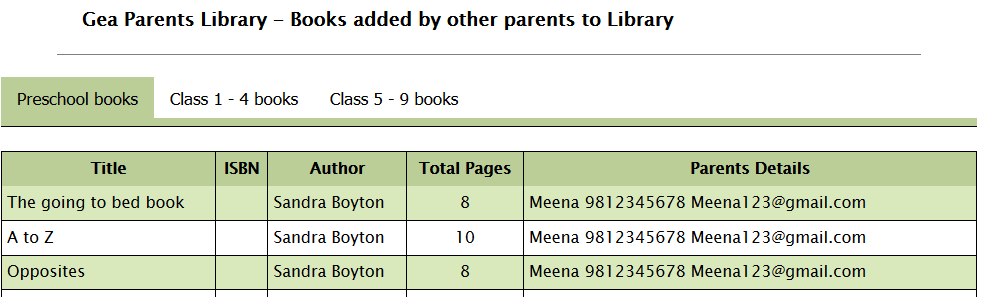 Gea Parents Library - Books added by other parents to Library
Preschool books Class 1 - 4 books Class 5 - 9 books
Title ISBN Author Total Pages Parents Details
The going to bed book Sandra Boyton 8 Meena 9812345678 Meena123@gmail.com
A to Z Sandra Boyton 10 Meena 9812345678 Meena123@gmail.com
Opposites Sandra Boyton 8 Meena 9812345678 Meena123@gmail.com